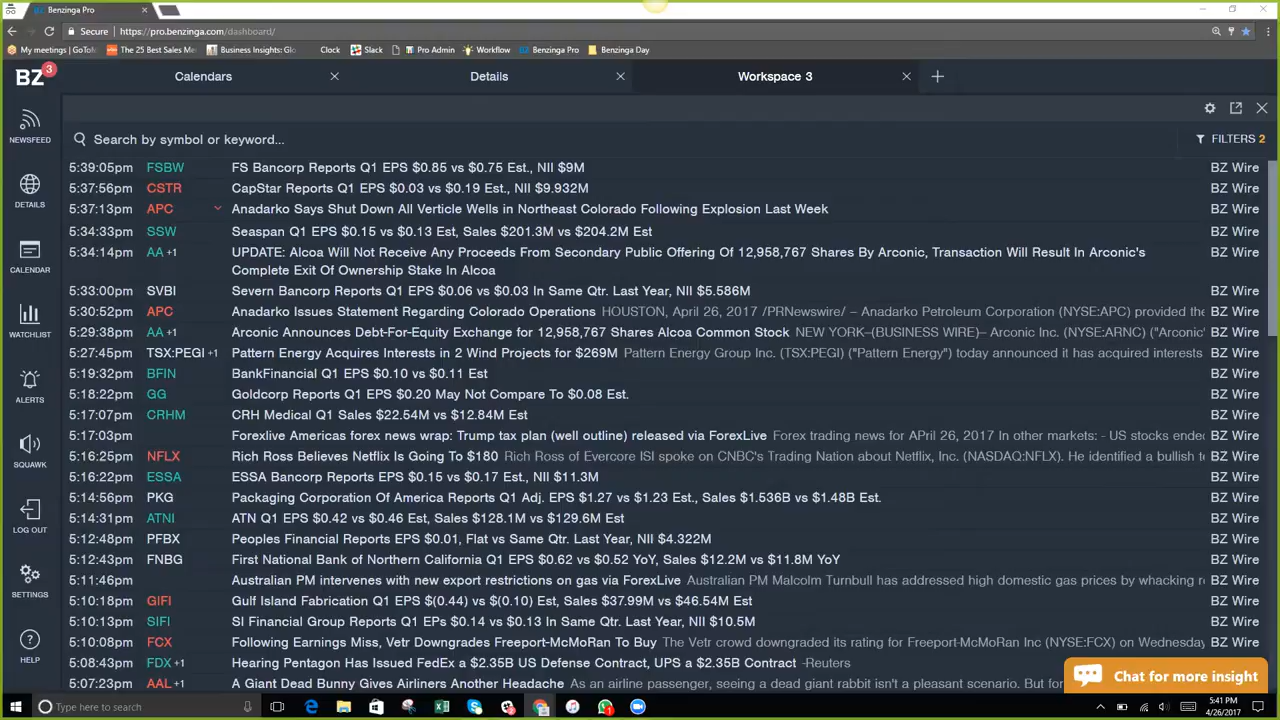 Benzinga Pro
Secure https://pro.benzinga.com/dashboard/
My meetings | GoTo The 25 Best Sales Me Business Insights: Glo Clock Slack Pro Admin Workflow Benzinga Pro Benzinga Day
BZ 3 Calendars Details Workspace 3
NEWSFEED
DETAILS
CALENDAR
WATCHLIST
ALERTS
SQUAWK
LOG OUT
SETTINGS
HELP
Search by symbol or keyword... FILTERS 2
5:39:05pm FSBW FS Bancorp Reports Q1 EPS $0.85 vs $0.75 Est., NII $9M BZ Wire
5:37:56pm CSTR CapStar Reports Q1 EPS $0.03 vs $0.19 Est., NII $9.932M BZ Wire
5:37:13pm APC Anadarko Says Shut Down All Verticle Wells in Northeast Colorado Following Explosion Last Week BZ Wire
5:34:33pm SSW Seaspan Q1 EPS $0.15 vs $0.13 Est, Sales $201.3M vs $204.2M Est BZ Wire
5:34:14pm AA +1 UPDATE: Alcoa Will Not Receive Any Proceeds From Secondary Public Offering Of 12,958,767 Shares By Arconic, Transaction Will Result In Arconic's BZ Wire
Complete Exit Of Ownership Stake In Alcoa
5:33:00pm SVBI Severn Bancorp Reports Q1 EPS $0.06 vs $0.03 In Same Qtr. Last Year, NII $5.586M BZ Wire
5:30:52pm APC Anadarko Issues Statement Regarding Colorado Operations HOUSTON, April 26, 2017 /PRNewswire/ – Anadarko Petroleum Corporation (NYSE:APC) provided the BZ Wire
5:29:38pm AA +1 Arconic Announces Debt-For-Equity Exchange for 12,958,767 Shares Alcoa Common Stock NEW YORK–(BUSINESS WIRE)– Arconic Inc. (NYSE:ARNC) ("Arconic" BZ Wire
5:27:45pm TSX:PEGI +1 Pattern Energy Acquires Interests in 2 Wind Projects for $269M Pattern Energy Group Inc. (TSX:PEGI) ("Pattern Energy") today announced it has acquired interests BZ Wire
5:19:32pm BFIN BankFinancial Q1 EPS $0.10 vs $0.11 Est BZ Wire
5:18:22pm GG Goldcorp Reports Q1 EPS $0.20 May Not Compare To $0.08 Est. BZ Wire
5:17:07pm CRHM CRH Medical Q1 Sales $22.54M vs $12.84M Est BZ Wire
5:17:03pm Forexlive Americas forex news wrap: Trump tax plan (well outline) released via ForexLive Forex trading news for APril 26, 2017 In other markets: - US stocks ende BZ Wire
5:16:25pm NFLX Rich Ross Believes Netflix Is Going To $180 Rich Ross of Evercore ISI spoke on CNBC's Trading Nation about Netflix, Inc. (NASDAQ:NFLX). He identified a bullish t BZ Wire
5:16:22pm ESSA ESSA Bancorp Reports EPS $0.15 vs $0.17 Est., NII $11.3M BZ Wire
5:14:56pm PKG Packaging Corporation Of America Reports Q1 Adj. EPS $1.27 vs $1.23 Est., Sales $1.536B vs $1.48B Est. BZ Wire
5:14:31pm ATNI ATN Q1 EPS $0.42 vs $0.46 Est, Sales $128.1M vs $129.6M Est BZ Wire
5:12:48pm PFBX Peoples Financial Reports EPS $0.01, Flat vs Same Qtr. Last Year, NII $4.322M BZ Wire
5:12:43pm FNBG First National Bank of Northern California Q1 EPS $0.62 vs $0.52 YoY, Sales $12.2M vs $11.8M YoY BZ Wire
5:11:46pm Australian PM intervenes with new export restrictions on gas via ForexLive Australian PM Malcolm Turnbull has addressed high domestic gas prices by whacking r BZ Wire
5:10:18pm GIFI Gulf Island Fabrication Q1 EPS $(0.44) vs $(0.10) Est, Sales $37.99M vs $46.54M Est BZ Wire
5:10:13pm SIFI SI Financial Group Reports Q1 EPs $0.14 vs $0.13 In Same Qtr. Last Year, NII $10.5M BZ Wire
5:10:08pm FCX Following Earnings Miss, Vetr Downgrades Freeport-McMoRan To Buy The Vetr crowd downgraded its rating for Freeport-McMoRan Inc (NYSE:FCX) on Wednesday BZ Wire
5:08:43pm FDX +1 Hearing Pentagon Has Issued FedEx a $2.35B US Defense Contract, UPS a $2.35B Contract -Reuters
5:07:23pm AAL +1 A Giant Dead Bunny Gives Airliners Another Headache As an airline passenger, seeing a dead giant rabbit isn't a pleasant scenario. But for
Chat for more insight
Type here to search
5:41 PM
4/26/2017